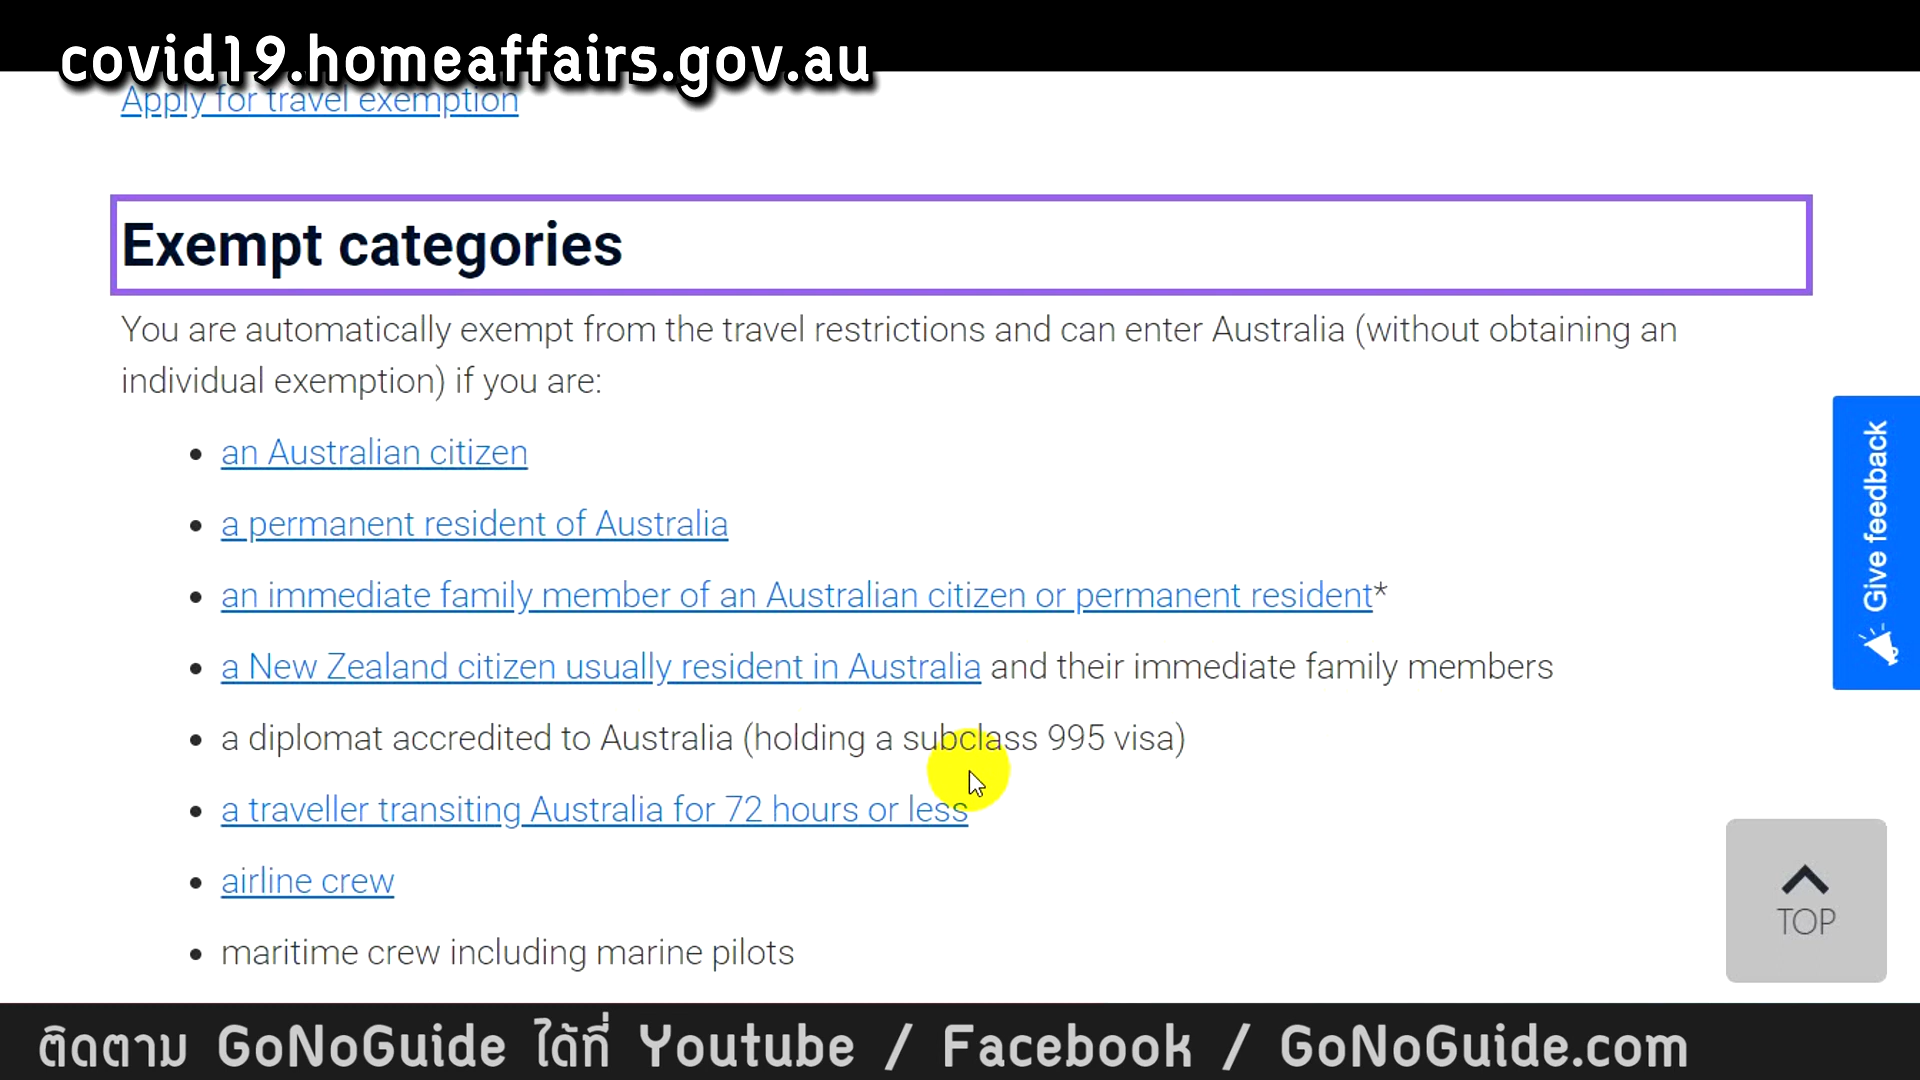 covid19.homeaffairs.gov.au
Apply for travel exemption
Exempt categories
You are automatically exempt from the travel restrictions and can enter Australia (without obtaining an
individual exemption) if you are:
• an Australian citizen
• a permanent resident of Australia
• an immediate family member of an Australian citizen or permanent resident*
• a New Zealand citizen usually resident in Australia and their immediate family members
• a diplomat accredited to Australia (holding a subclass 995 visa)
• a traveller transiting Australia for 72 hours or less
• airline crew
• maritime crew including marine pilots
Give feedback
TOP
ติดตาม GoNoGuide ได้ที่ Youtube / Facebook / GoNoGuide.com